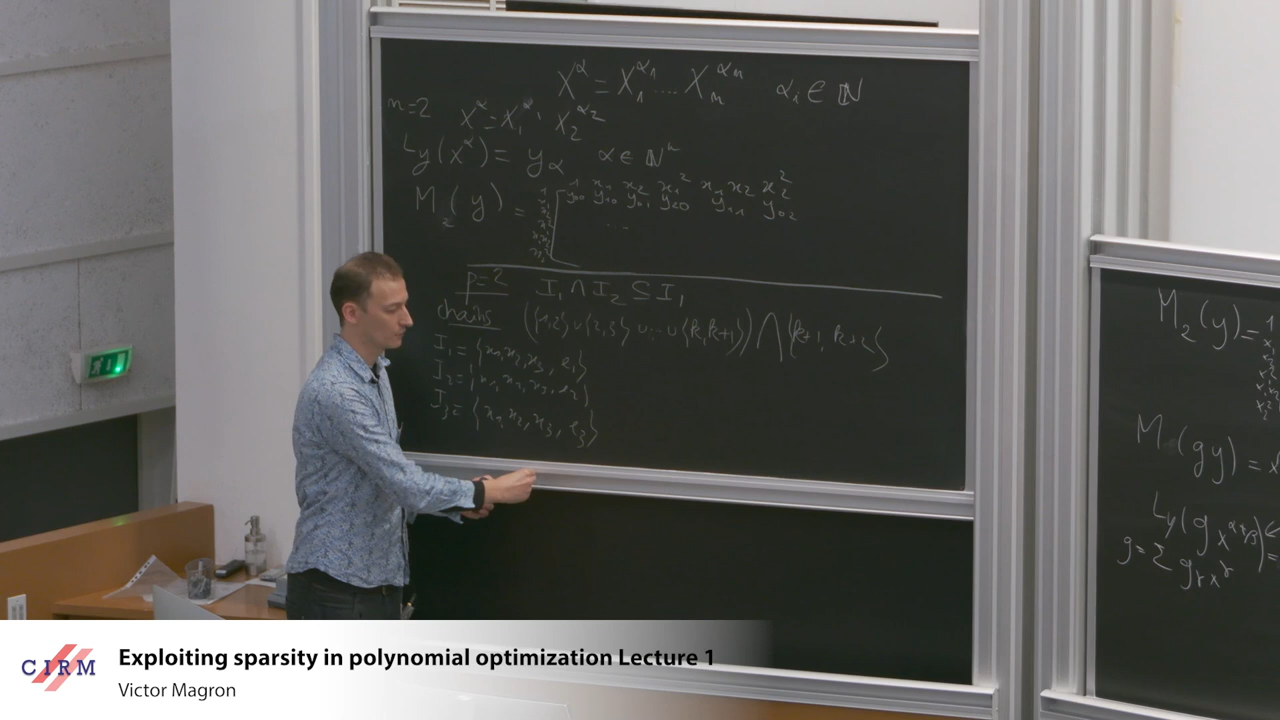 X^α = X_1^{α_1} .... X_n^{α_n} α_i ∈ ℕ
n=2 X^α = X_1^{α_1} X_2^{α_2}
L_y(x^α) = y_α α ∈ ℕ^n
1 x_1 x_2 x_1^2 x_1 x_2 x_2^2
M_2(y) = y_00 y_10 y_01 y_20 y_11 y_02
...
p=2 I_1 ∩ I_2 ⊆ I_1
chains ({1,2} ∪ {2,3} ∪ ... ∪ {k,k+1}) ∩ {k+1, k+2}
I_1 = {x_1, x_2, x_3, e_1}
I_2 = {x_1, x_2, x_3, e_2}
I_3 = {x_1, x_2, x_3, e_3}
M_2(y) =
M_1(gy) =
L_y(g x^{α+β})
g = Σ g_γ x^γ
CIRM
Exploiting sparsity in polynomial optimization Lecture 1
Victor Magron